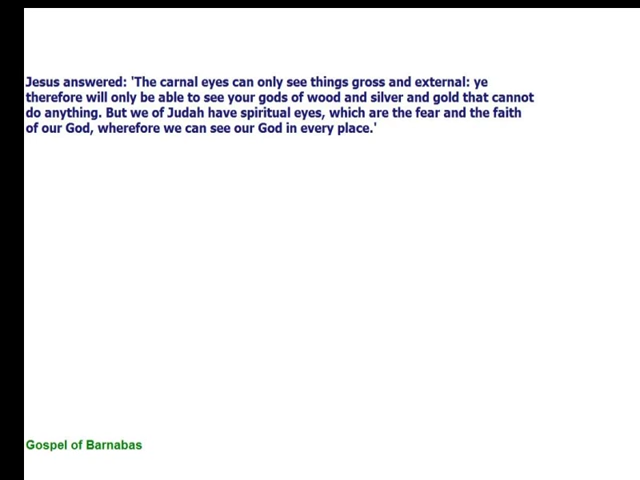 Jesus answered: 'The carnal eyes can only see things gross and external: ye
therefore will only be able to see your gods of wood and silver and gold that cannot
do anything. But we of Judah have spiritual eyes, which are the fear and the faith
of our God, wherefore we can see our God in every place.'
Gospel of Barnabas